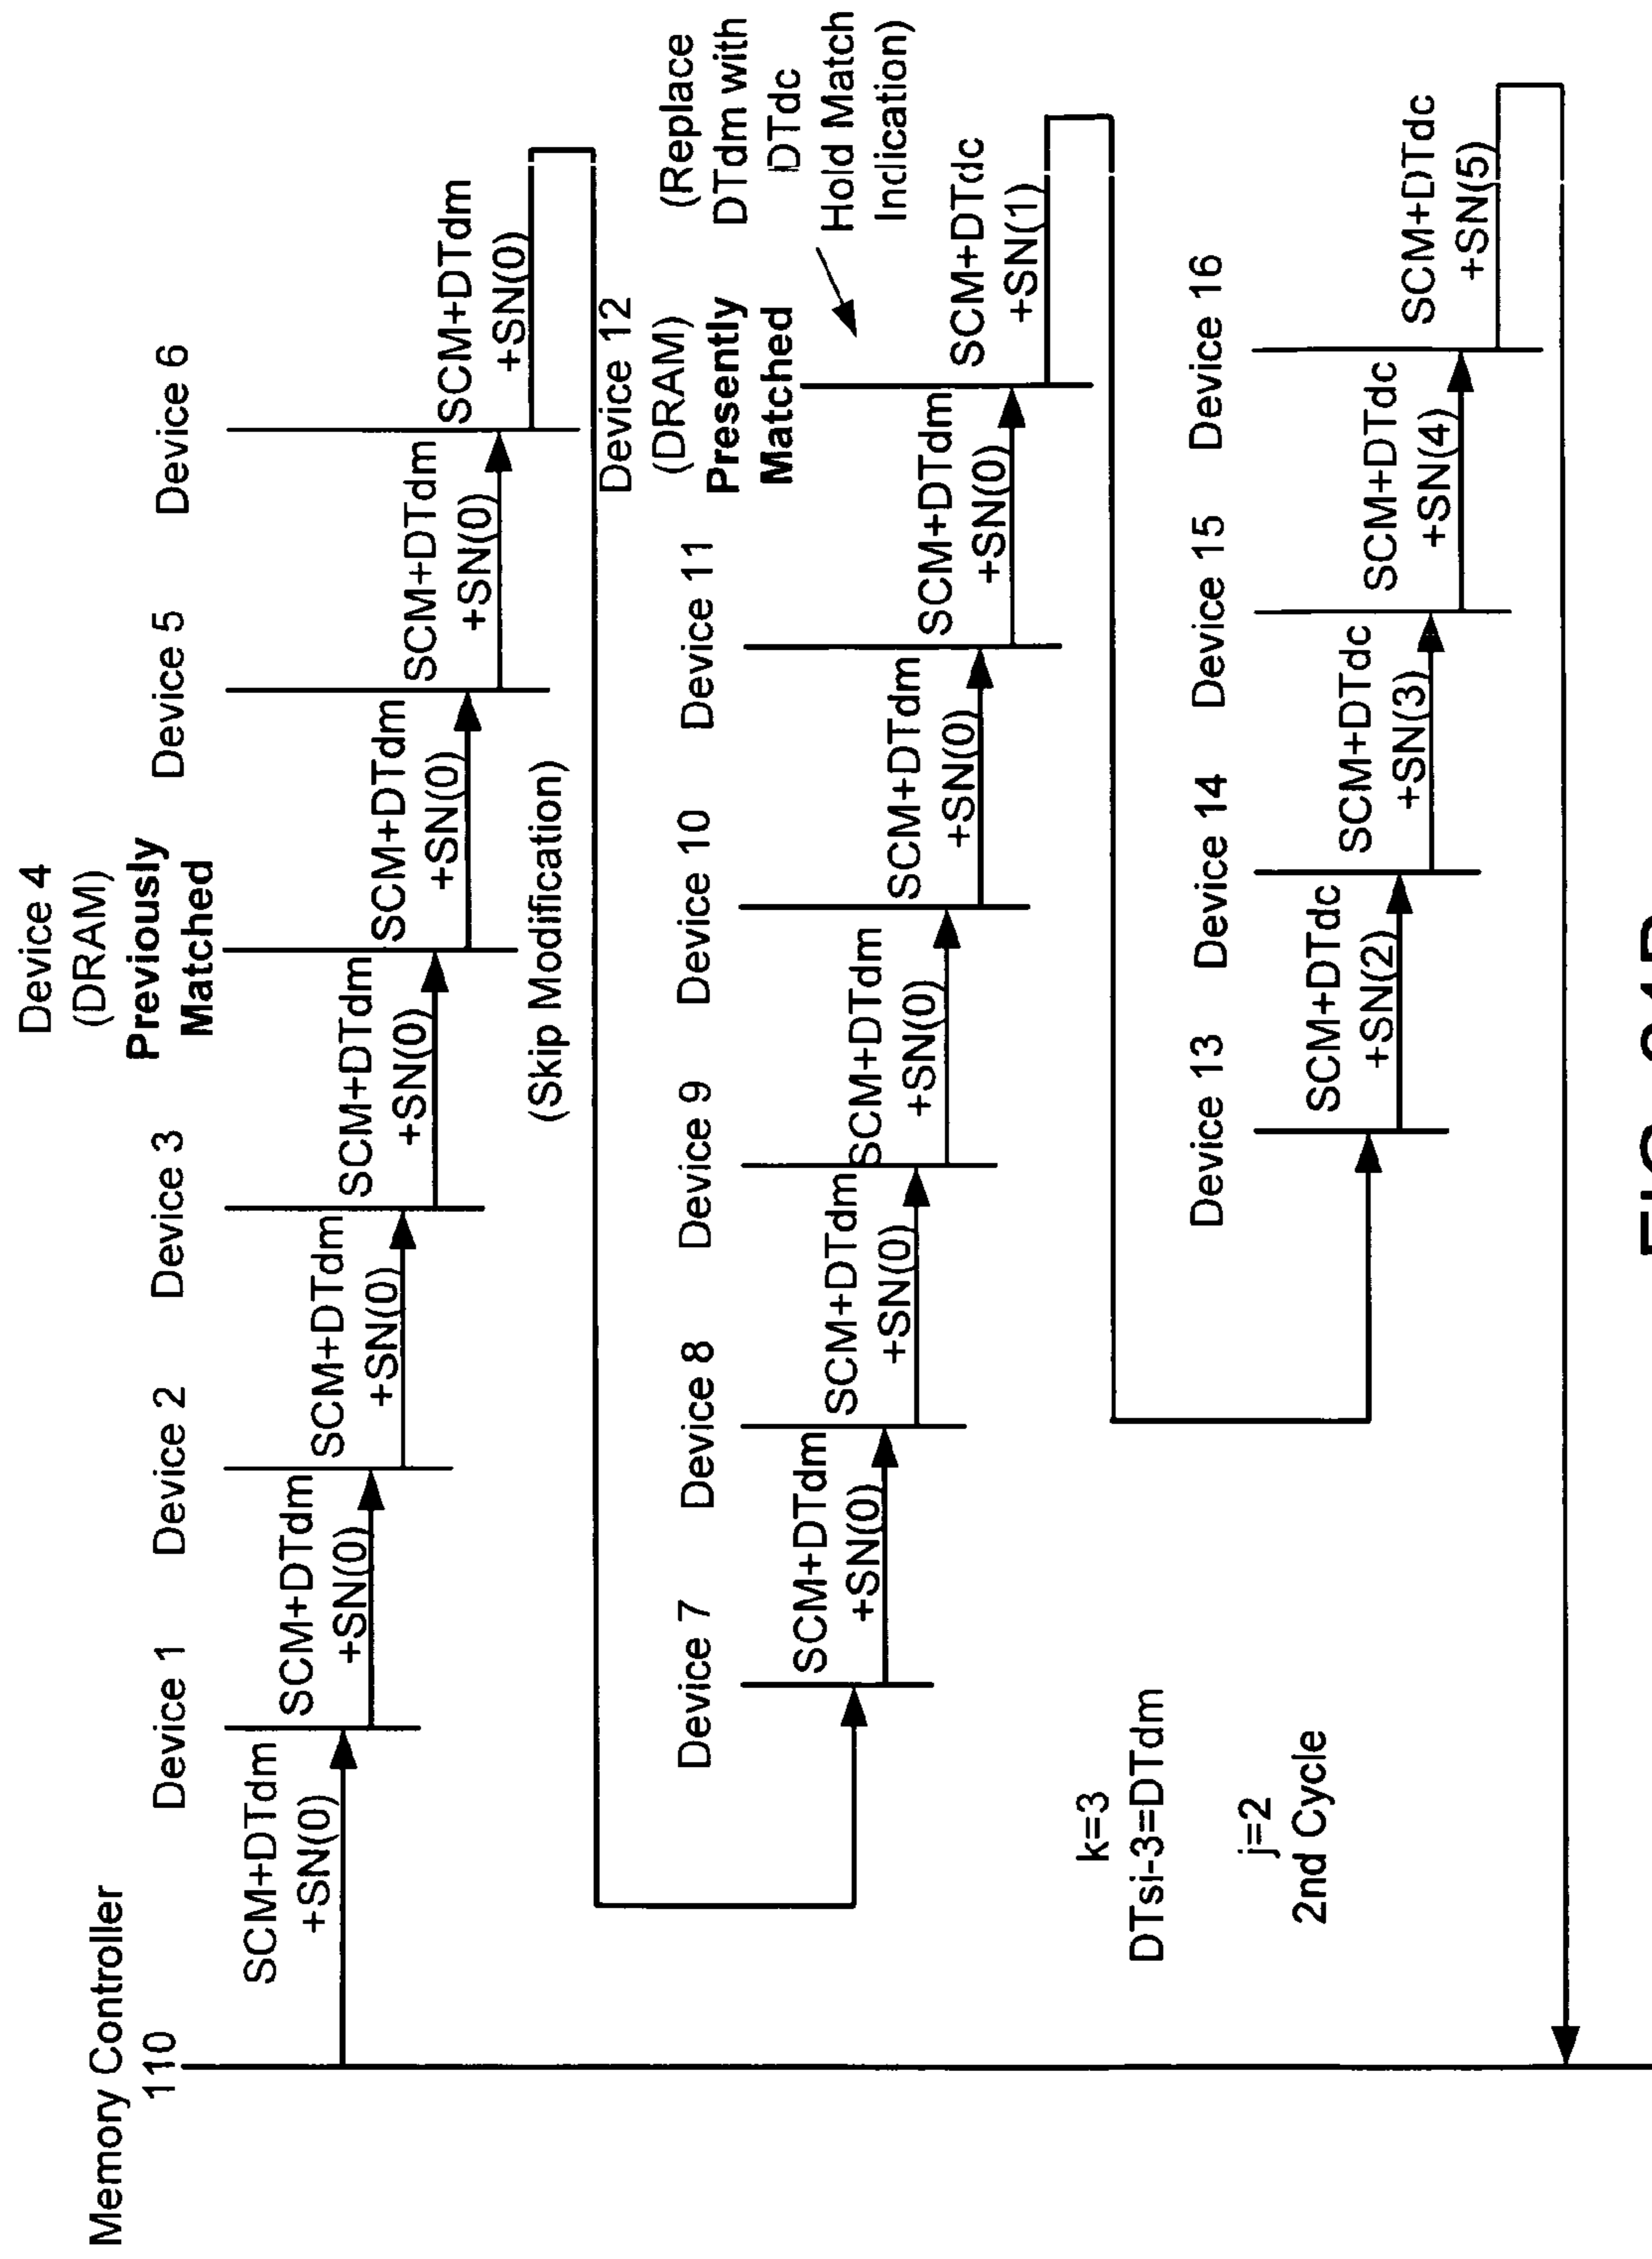 Memory Controller
110
Device 1
Device 2
Device 3
Device 4
(DRAM)
Previously
Matched
Device 5
Device 6
SCM+DTdm
+SN(0)
SCM+DTdm
+SN(0)
SCM+DTdm
+SN(0)
SCM+DTdm
+SN(0)
SCM+DTdm
+SN(0)
SCM+DTdm
+SN(0)
SCM+DTdm
+SN(0)
(Skip Modification)
Device 7
Device 8
Device 9
Device 10
Device 11
Device 12
(DRAM)
Presently
Matched
(Replace
DTdm with
DTdc
Hold Match
Indication)
SCM+DTdm
+SN(0)
SCM+DTdm
+SN(0)
SCM+DTdm
+SN(0)
SCM+DTdm
+SN(0)
SCM+DTdm
+SN(0)
SCM+DTdc
+SN(1)
k=3
DTsi-3=DTdm
j=2
2nd Cycle
Device 13
Device 14
Device 15
Device 16
SCM+DTdc
+SN(2)
SCM+DTdc
+SN(3)
SCM+DTdc
+SN(4)
SCM+DTdc
+SN(5)